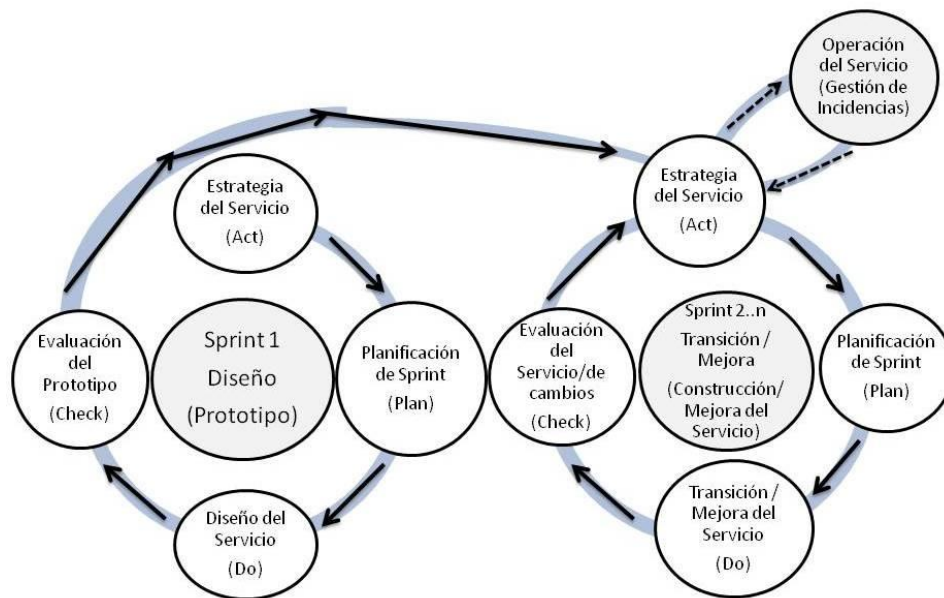 Operación
del Servicio
(Gestión de
Incidencias)
Estrategia
del Servicio
(Act)
Estrategia
del Servicio
(Act)
Evaluación
del
Prototipo
(Check)
Sprint 1
Diseño
(Prototipo)
Planificación
de Sprint
(Plan)
Diseño del
Servicio
(Do)
Evaluación
del
Servicio/de
cambios
(Check)
Sprint 2..n
Transición /
Mejora
(Construcción/
Mejora del
Servicio)
Planificación
de Sprint
(Plan)
Transición /
Mejora del
Servicio
(Do)